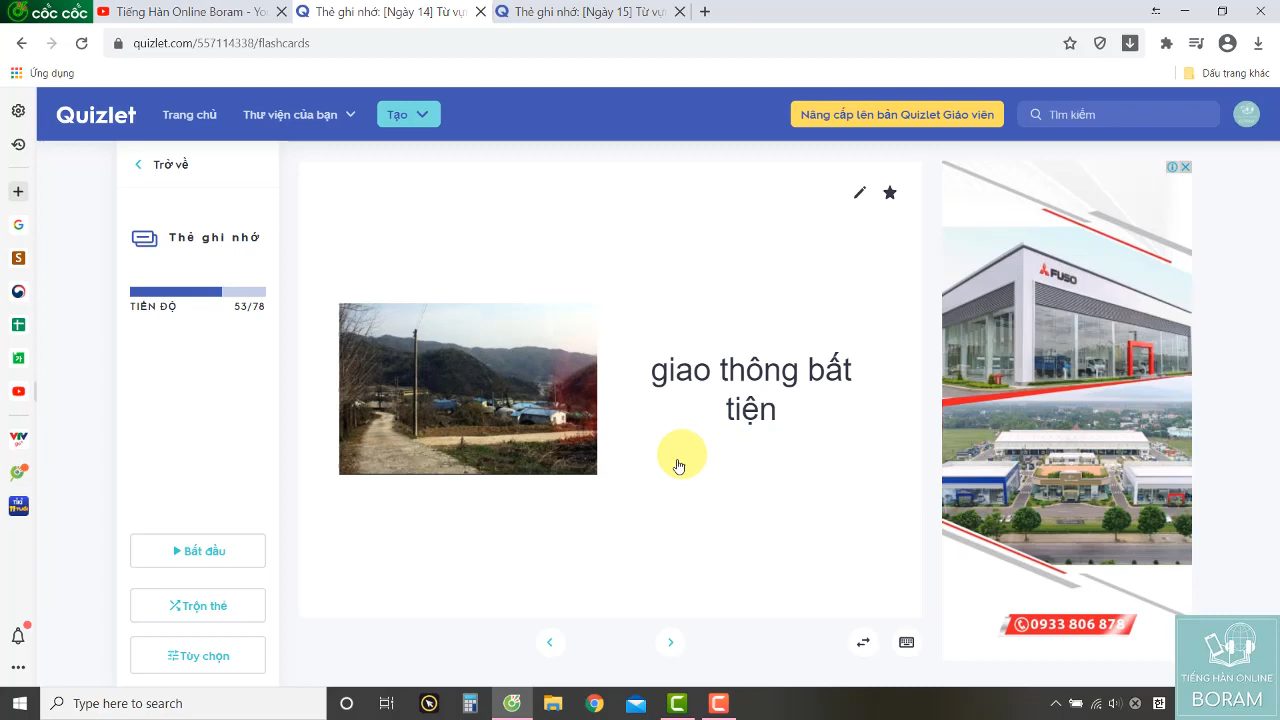 cốc cốc
Tiếng Hàn Online Boram - Yo
Thẻ ghi nhớ: [Ngày 14] Từ vự
Thẻ ghi nhớ: [Ngày 15] Từ vự
quizlet.com/557114338/flashcards
Ứng dụng
Dấu trang khác
Quizlet
Trang chủ
Thư viện của bạn
Tạo
Nâng cấp lên bản Quizlet Giáo viên
Tìm kiếm
Trở về
Thẻ ghi nhớ
TIẾN ĐỘ 53/78
giao thông bất
tiện
Bắt đầu
Trộn thẻ
Tùy chọn
FUSO
0933 806 878
TIẾNG HÀN ONLINE
BORAM
Type here to search